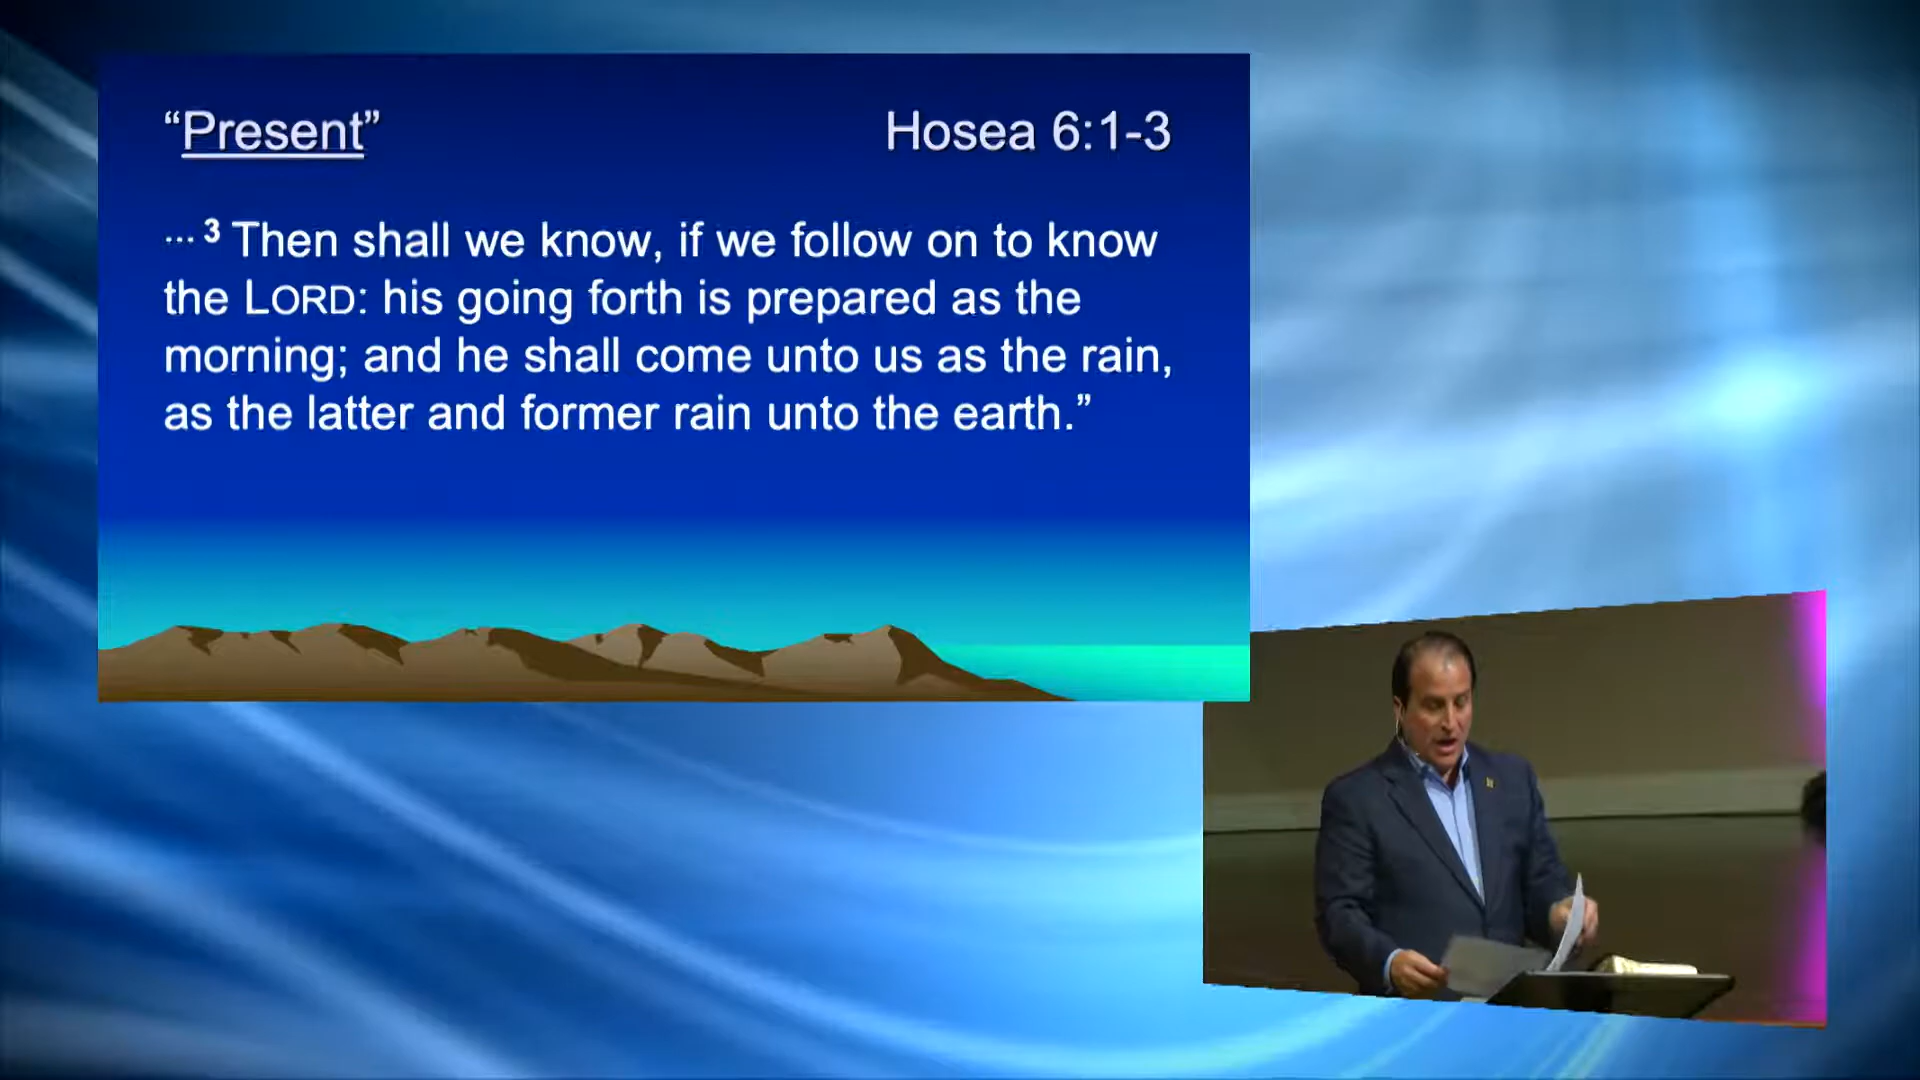 “Present” Hosea 6:1-3
... 3 Then shall we know, if we follow on to know
the LORD: his going forth is prepared as the
morning; and he shall come unto us as the rain,
as the latter and former rain unto the earth.”